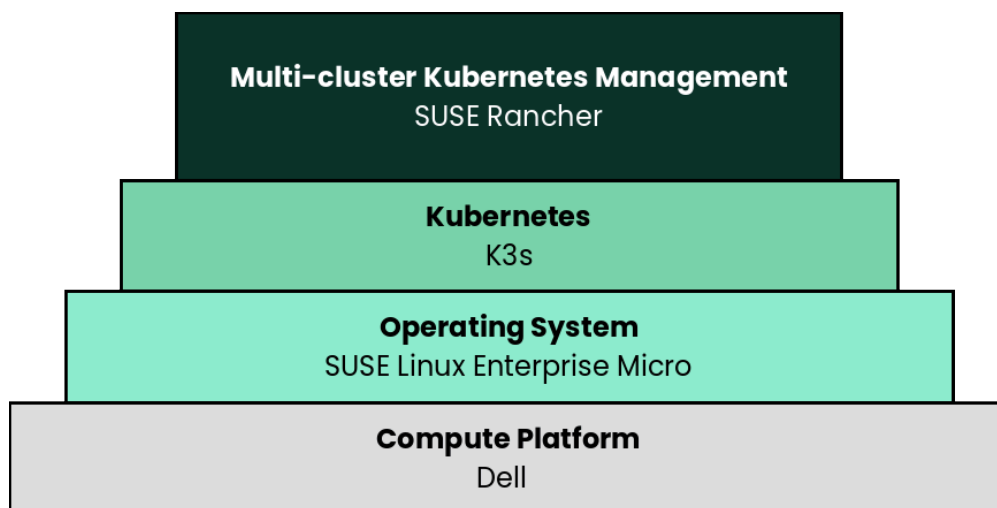 Multi-cluster Kubernetes Management
SUSE Rancher
Kubernetes
K3s
Operating System
SUSE Linux Enterprise Micro
Compute Platform
Dell